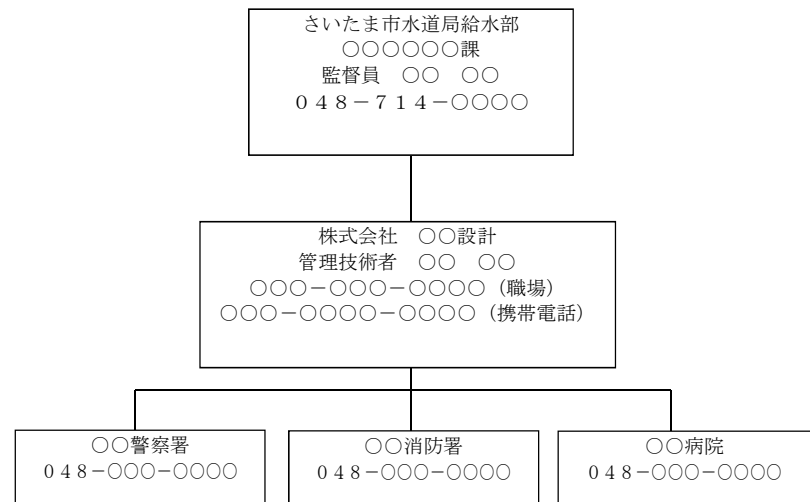 さいたま市水道局給水部
○○○○○○課
監督員　○○　○○
０４８－７１４－○○○○
株式会社　○○設計
管理技術者　○○　○○
○○○－○○○－○○○○（職場）
○○○－○○○○－○○○○（携帯電話）
○○警察署
０４８－○○○－○○○○
○○消防署
０４８－○○○－○○○○
○○病院
０４８－○○○－○○○○